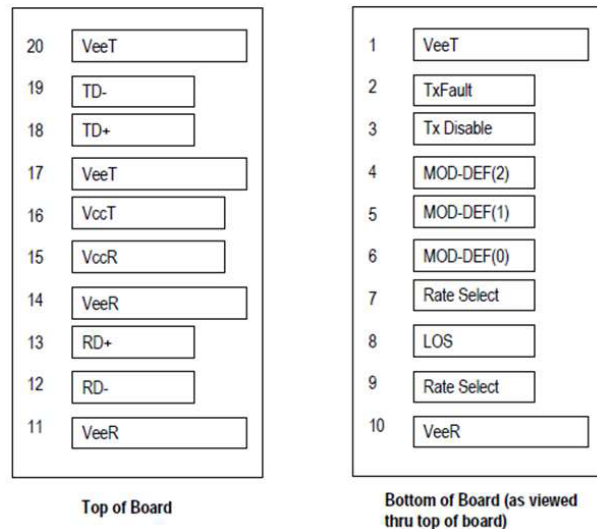 20 VeeT
19 TD-
18 TD+
17 VeeT
16 VccT
15 VccR
14 VeeR
13 RD+
12 RD-
11 VeeR
Top of Board
1 VeeT
2 TxFault
3 Tx Disable
4 MOD-DEF(2)
5 MOD-DEF(1)
6 MOD-DEF(0)
7 Rate Select
8 LOS
9 Rate Select
10 VeeR
Bottom of Board (as viewed
thru top of board)